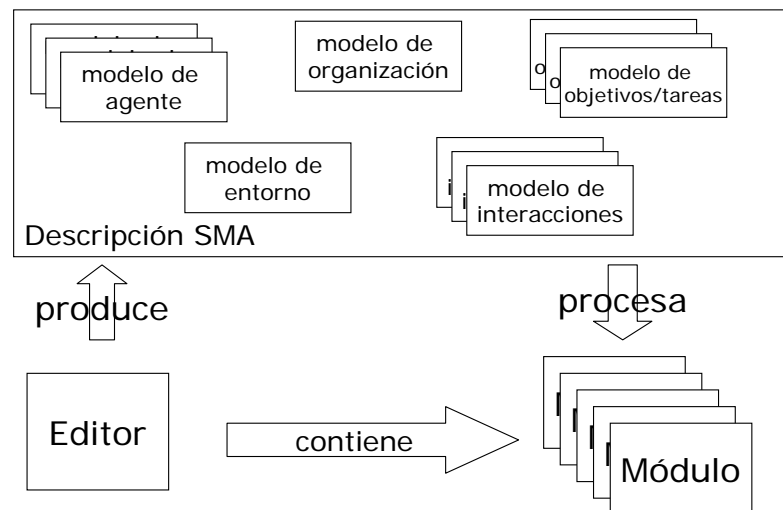 modelo de
agente
modelo de
organización
modelo de
objetivos/tareas
modelo de
entorno
modelo de
interacciones
Descripción SMA
produce
procesa
Editor
contiene
Módulo